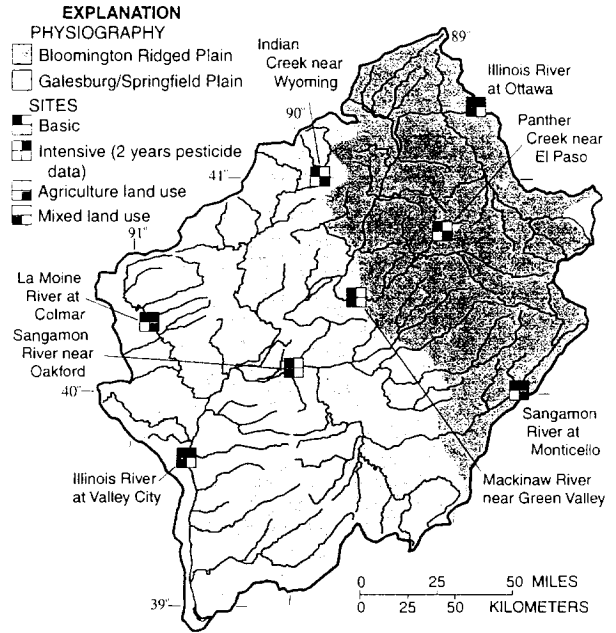 EXPLANATION
PHYSIOGRAPHY
Bloomington Ridged Plain
Galesburg/Springfield Plain
SITES
Basic
Intensive (2 years pesticide
data)
Agriculture land use
Mixed land use
Indian
Creek near
Wyoming
89°
Illinois River
at Ottawa
90°
Panther
Creek near
El Paso
41°
91°
La Moine
River at
Colmar
Sangamon
River near
Oakford
40°
Sangamon
River at
Monticello
Illinois River
at Valley City
Mackinaw River
near Green Valley
0 25 50 MILES
0 25 50 KILOMETERS
39°